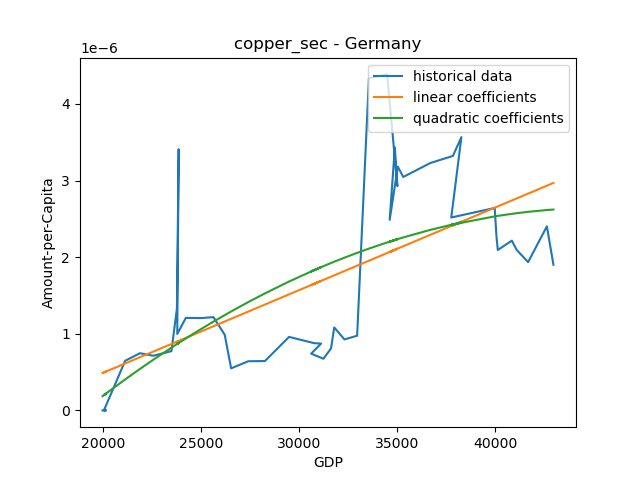 copper_sec - Germany
1e−6
historical data
linear coefficients
quadratic coefficients
4
3
2
1
0
Amount-per-Capita
20000 25000 30000 35000 40000
GDP